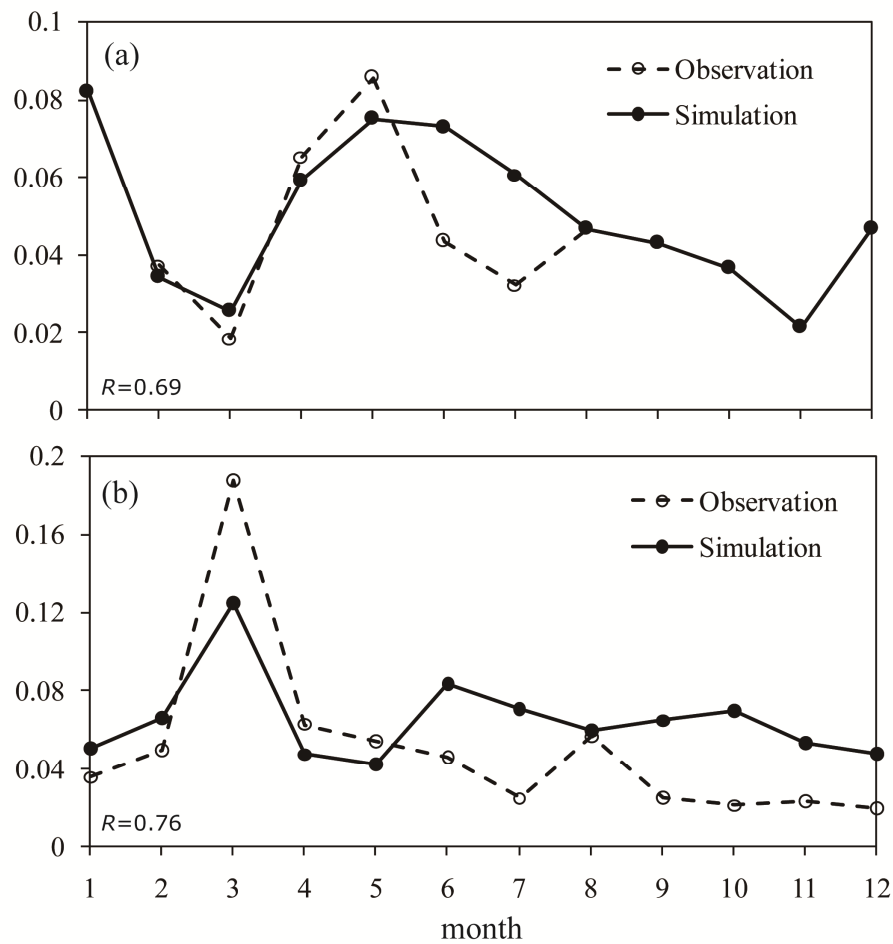 0.1
(a)
Observation
0.08
Simulation
0.06
0.04
0.02
R=0.69
0
0.2
(b)
Observation
0.16
Simulation
0.12
0.08
0.04
R=0.76
0
1 2 3 4 5 6 7 8 9 10 11 12
month